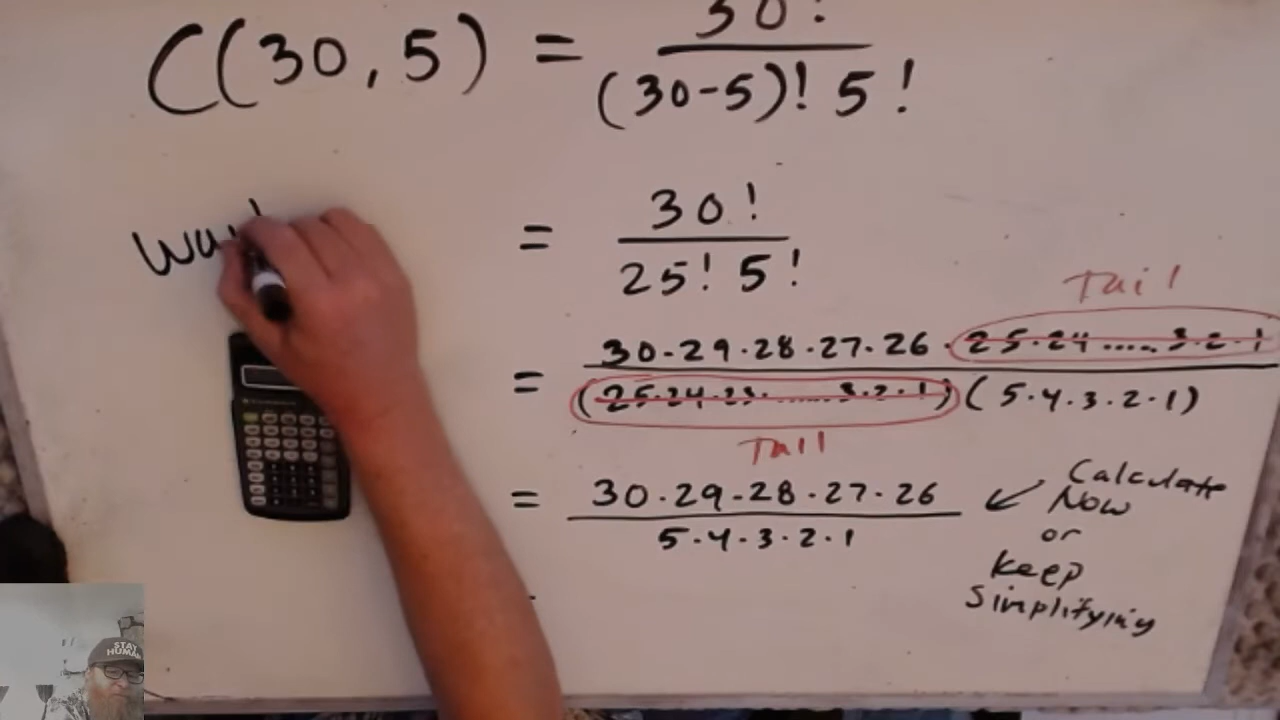 C(30,5) = 30!
(30-5)! 5!
= 30!
25! 5!
Tail
= 30·29·28·27·26·25·24.....3·2·1
(25·24·23·......3·2·1)(5·4·3·2·1)
Tail
= 30·29·28·27·26
5·4·3·2·1
Calculate
Now
or
Keep
Simplifying
STAY
HUMAN